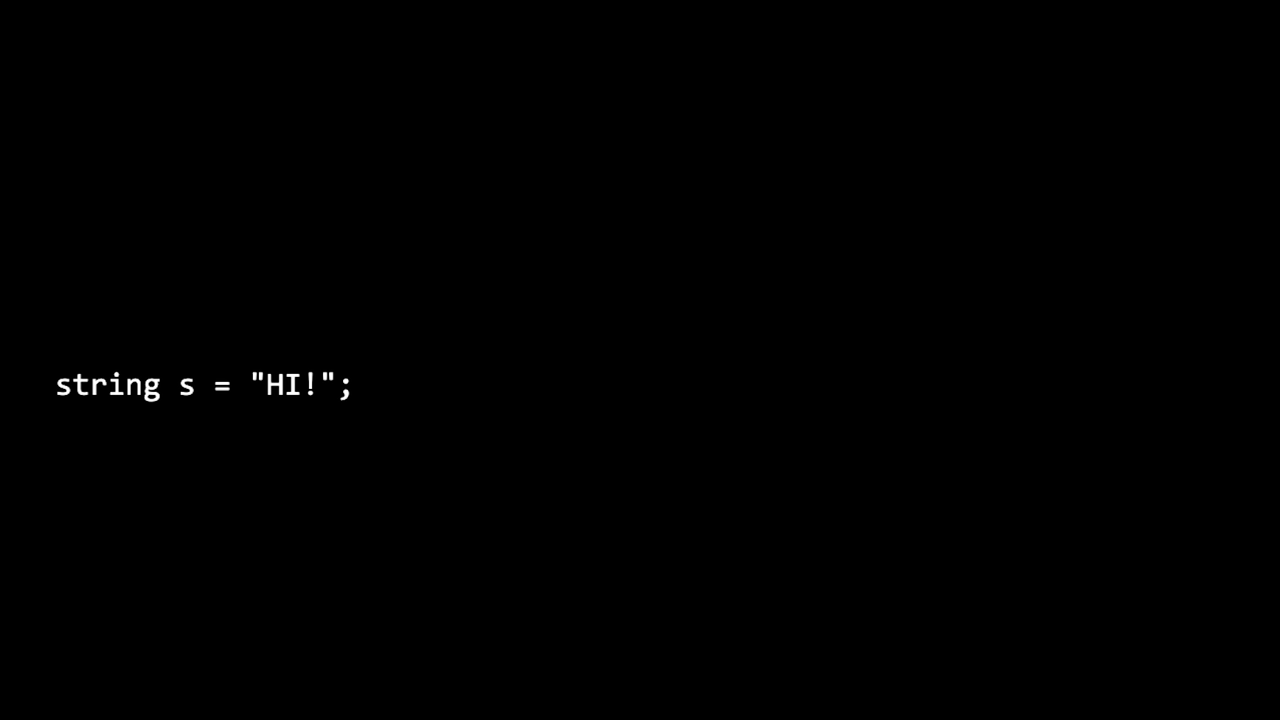 string s = "HI!";